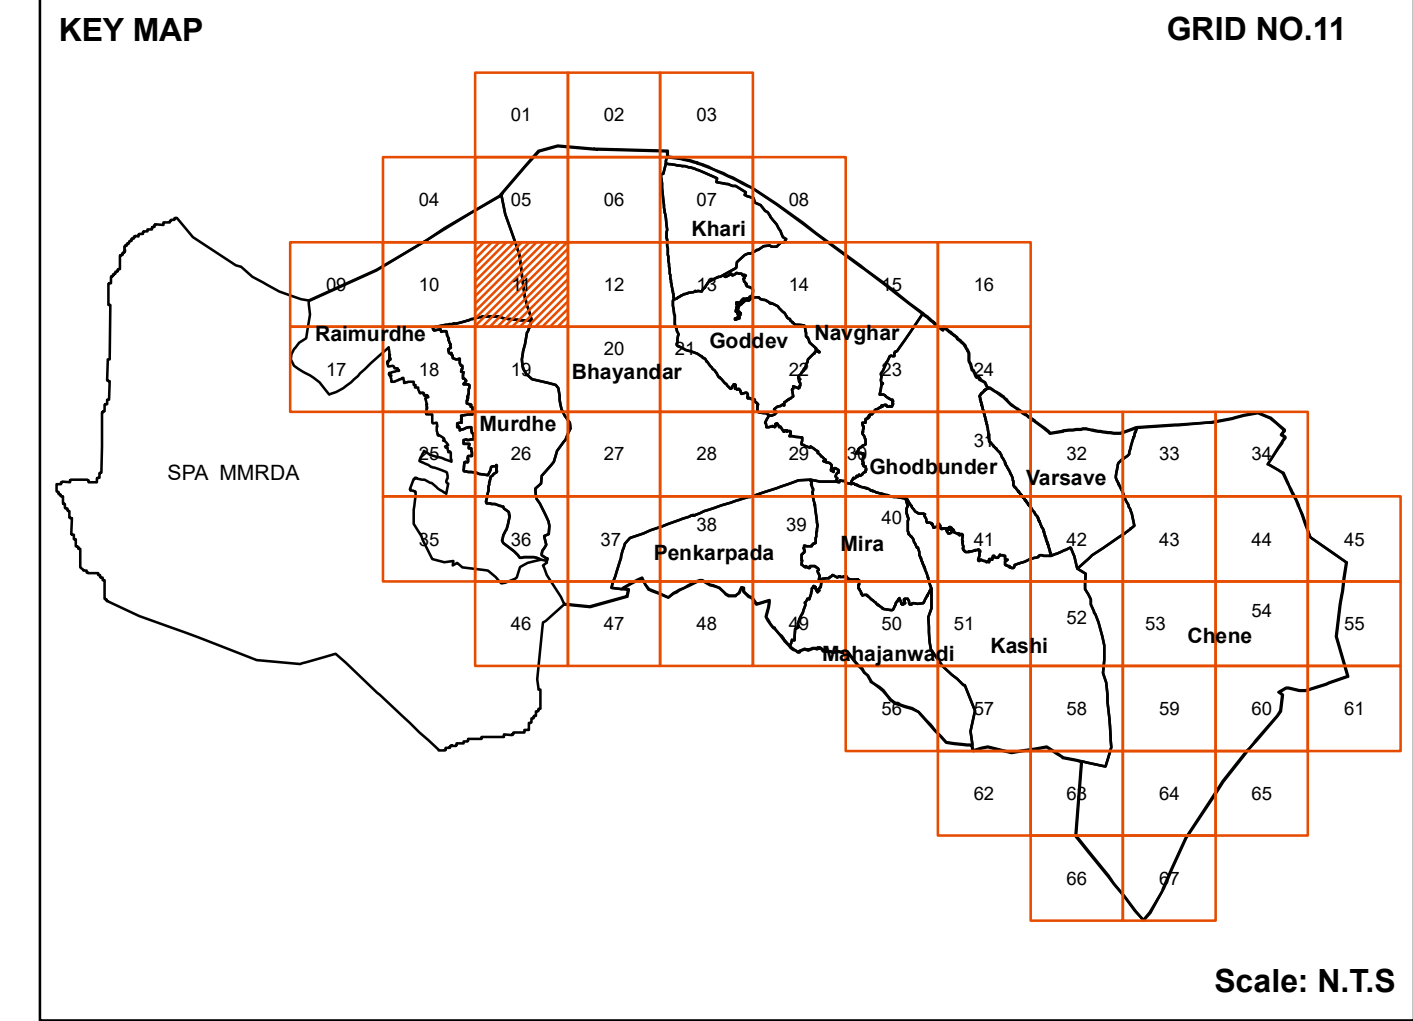 KEY MAP
GRID NO.11
01 02 03
04 05 06 07 08
Khari
09 10 11 12 13 14 15 16
Raimurdhe
Goddev
Navghar
17 18 19 20 21 22 23 24
Bhayandar
Murdhe
25 26 27 28 29 30 31 32 33 34
SPA MMRDA
Ghodbunder
Varsave
35 36 37 38 39 40 41 42 43 44 45
Penkarpada
Mira
46 47 48 49 50 51 52 53 54 55
Mahajanwadi
Kashi
Chene
56 57 58 59 60 61
62 63 64 65
66 67
Scale: N.T.S